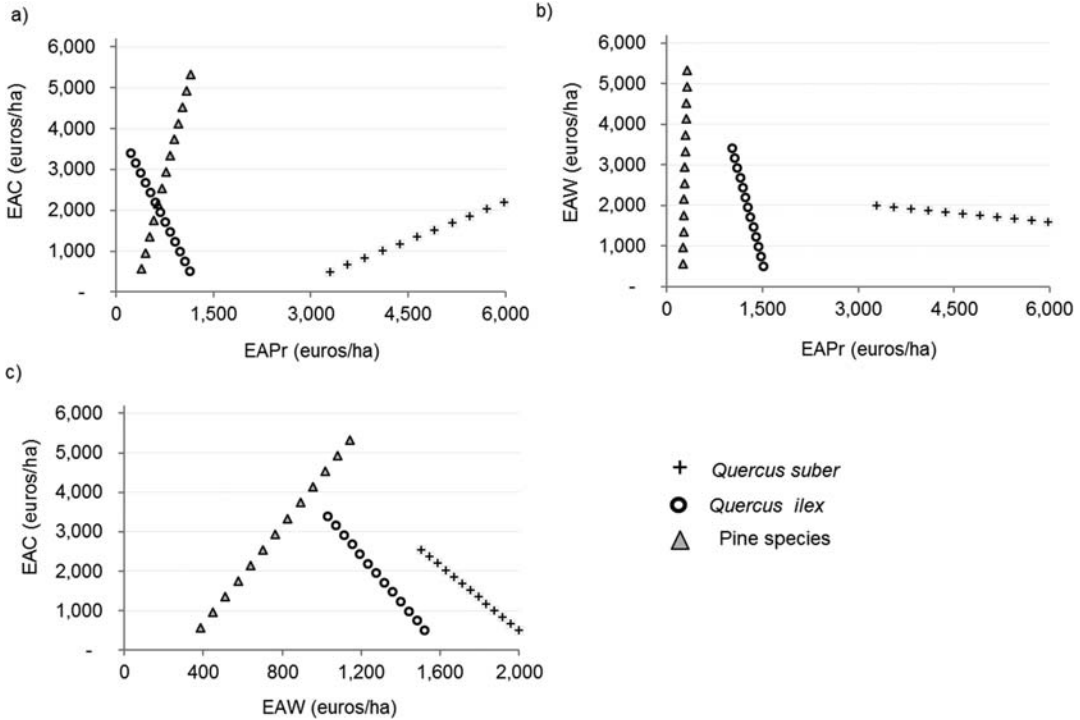 a)
6,000
5,000
4,000
3,000
2,000
1,000
-
EAC (euros/ha)
0 1,500 3,000 4,500 6,000
EAPr (euros/ha)
b)
6,000
5,000
4,000
3,000
2,000
1,000
-
EAW (euros/ha)
0 1,500 3,000 4,500 6,000
EAPr (euros/ha)
c)
6,000
5,000
4,000
3,000
2,000
1,000
-
EAC (euros/ha)
0 400 800 1,200 1,600 2,000
EAW (euros/ha)
Quercus suber
Quercus ilex
Pine species